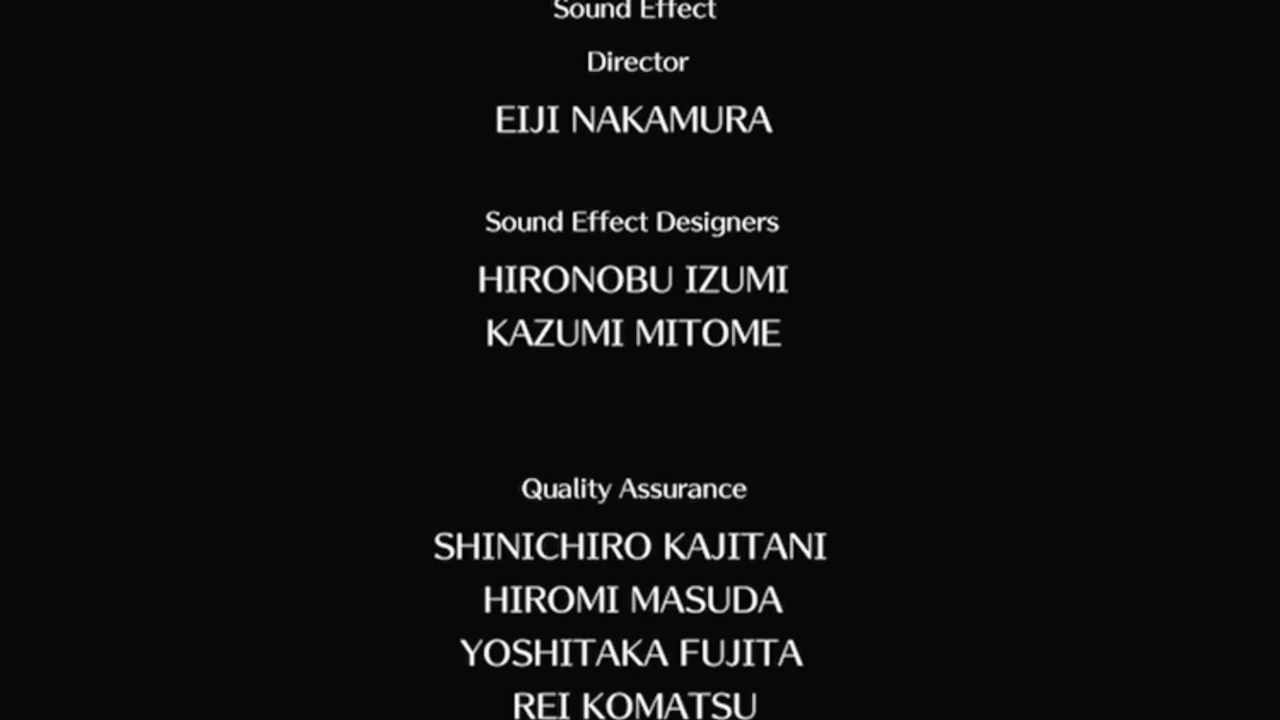 Sound Effect
Director
EIJI NAKAMURA
Sound Effect Designers
HIRONOBU IZUMI
KAZUMI MITOME
Quality Assurance
SHINICHIRO KAJITANI
HIROMI MASUDA
YOSHITAKA FUJITA
REI KOMATSU